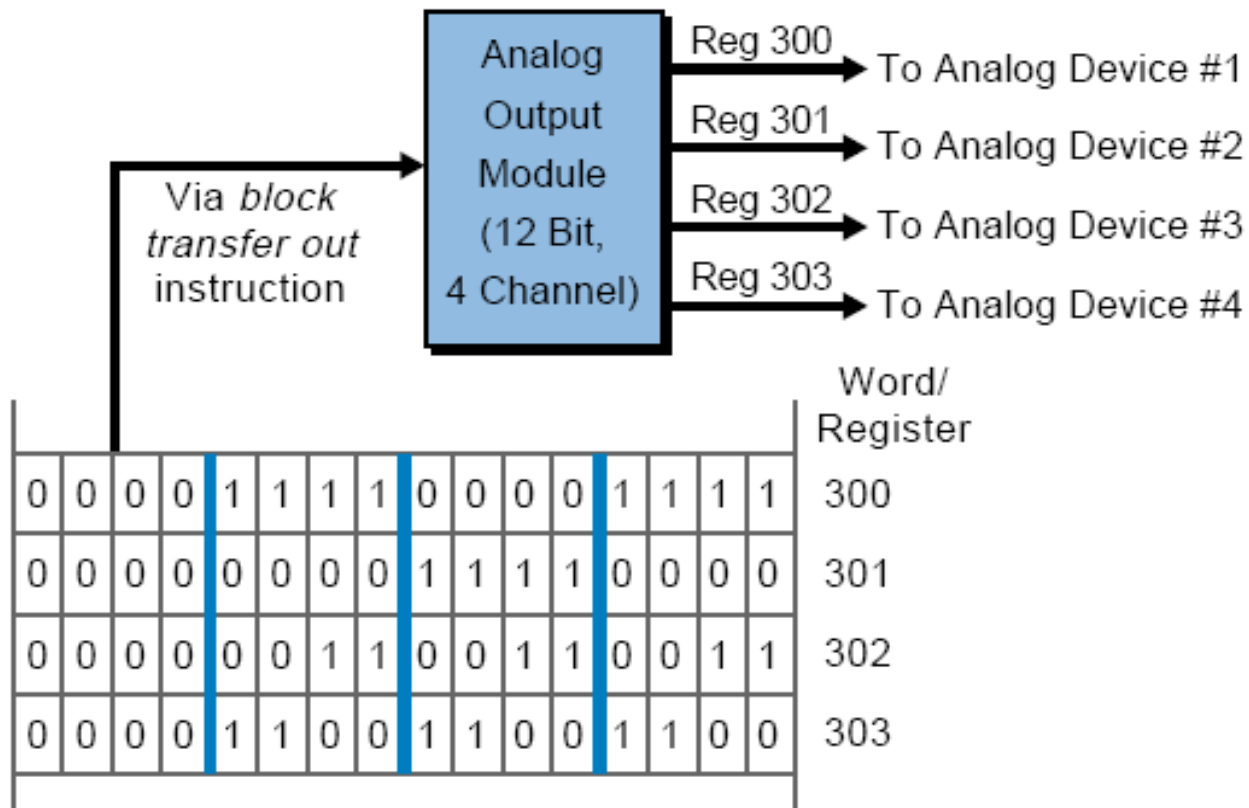 Analog
Output
Module
(12 Bit,
4 Channel)
Reg 300
To Analog Device #1
Reg 301
To Analog Device #2
Reg 302
To Analog Device #3
Reg 303
To Analog Device #4
Via block
transfer out
instruction
Word/
Register
0 0 0 0 1 1 1 1 0 0 0 0 1 1 1 1 300
0 0 0 0 0 0 0 0 1 1 1 1 0 0 0 0 301
0 0 0 0 0 0 1 1 0 0 1 1 0 0 1 1 302
0 0 0 0 1 1 0 0 1 1 0 0 1 1 0 0 303